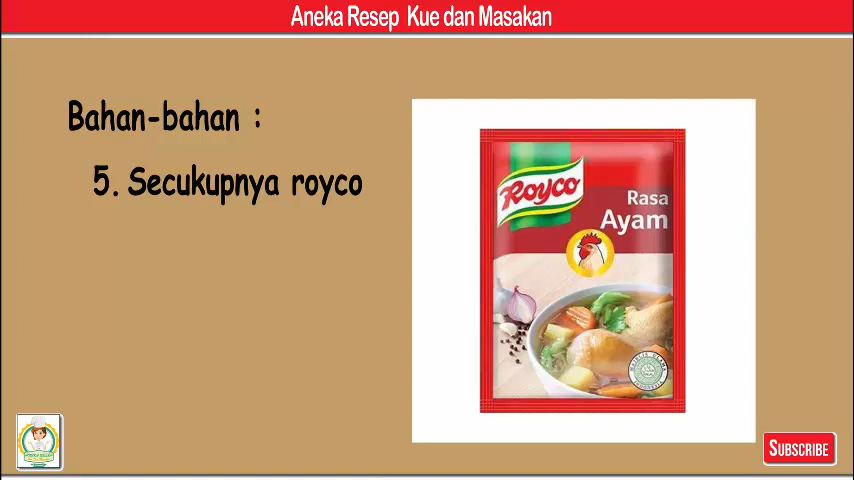 Aneka Resep Kue dan Masakan
Bahan-bahan :
5. Secukupnya royco
Royco
Rasa
Ayam
SUBSCRIBE